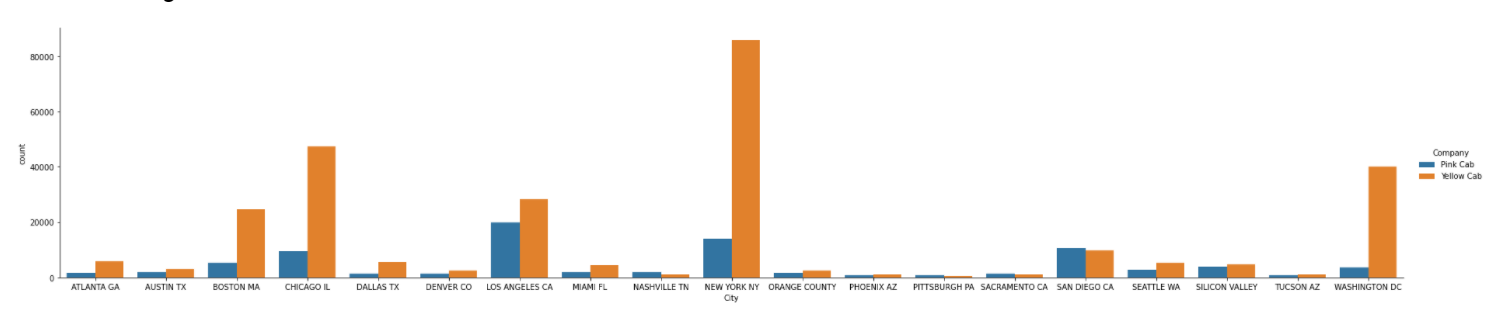 80000
60000
40000
20000
0
count
ATLANTA GA AUSTIN TX BOSTON MA CHICAGO IL DALLAS TX DENVER CO LOS ANGELES CA MIAMI FL NASHVILLE TN NEW YORK NY ORANGE COUNTY PHOENIX AZ PITTSBURGH PA SACRAMENTO CA SAN DIEGO CA SEATTLE WA SILICON VALLEY TUCSON AZ WASHINGTON DC
City
Company
Pink Cab
Yellow Cab